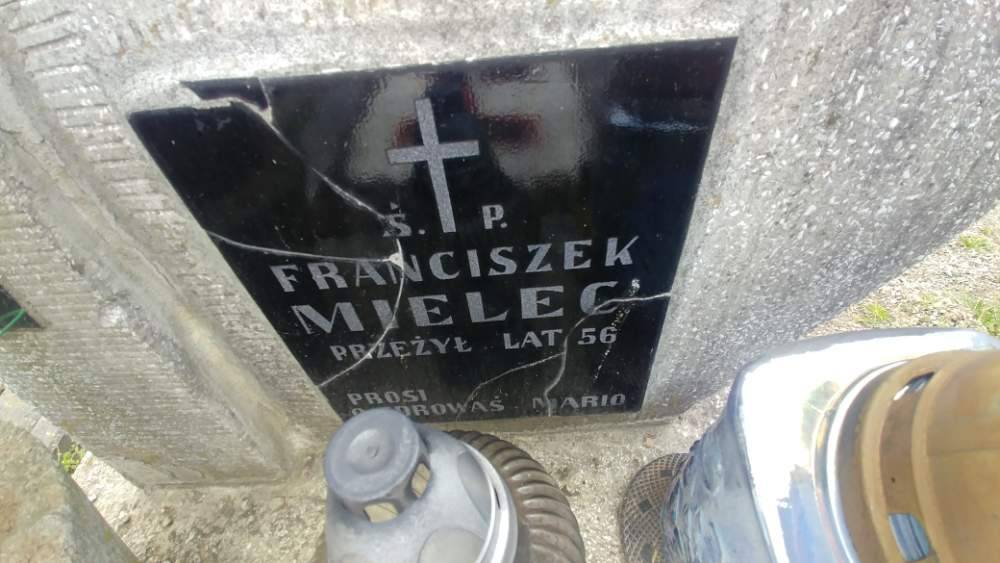 Ś. P.
FRANCISZEK
MIELEC
PRZEŻYŁ LAT 56
PROSI
O ZDROWAŚ MARIO